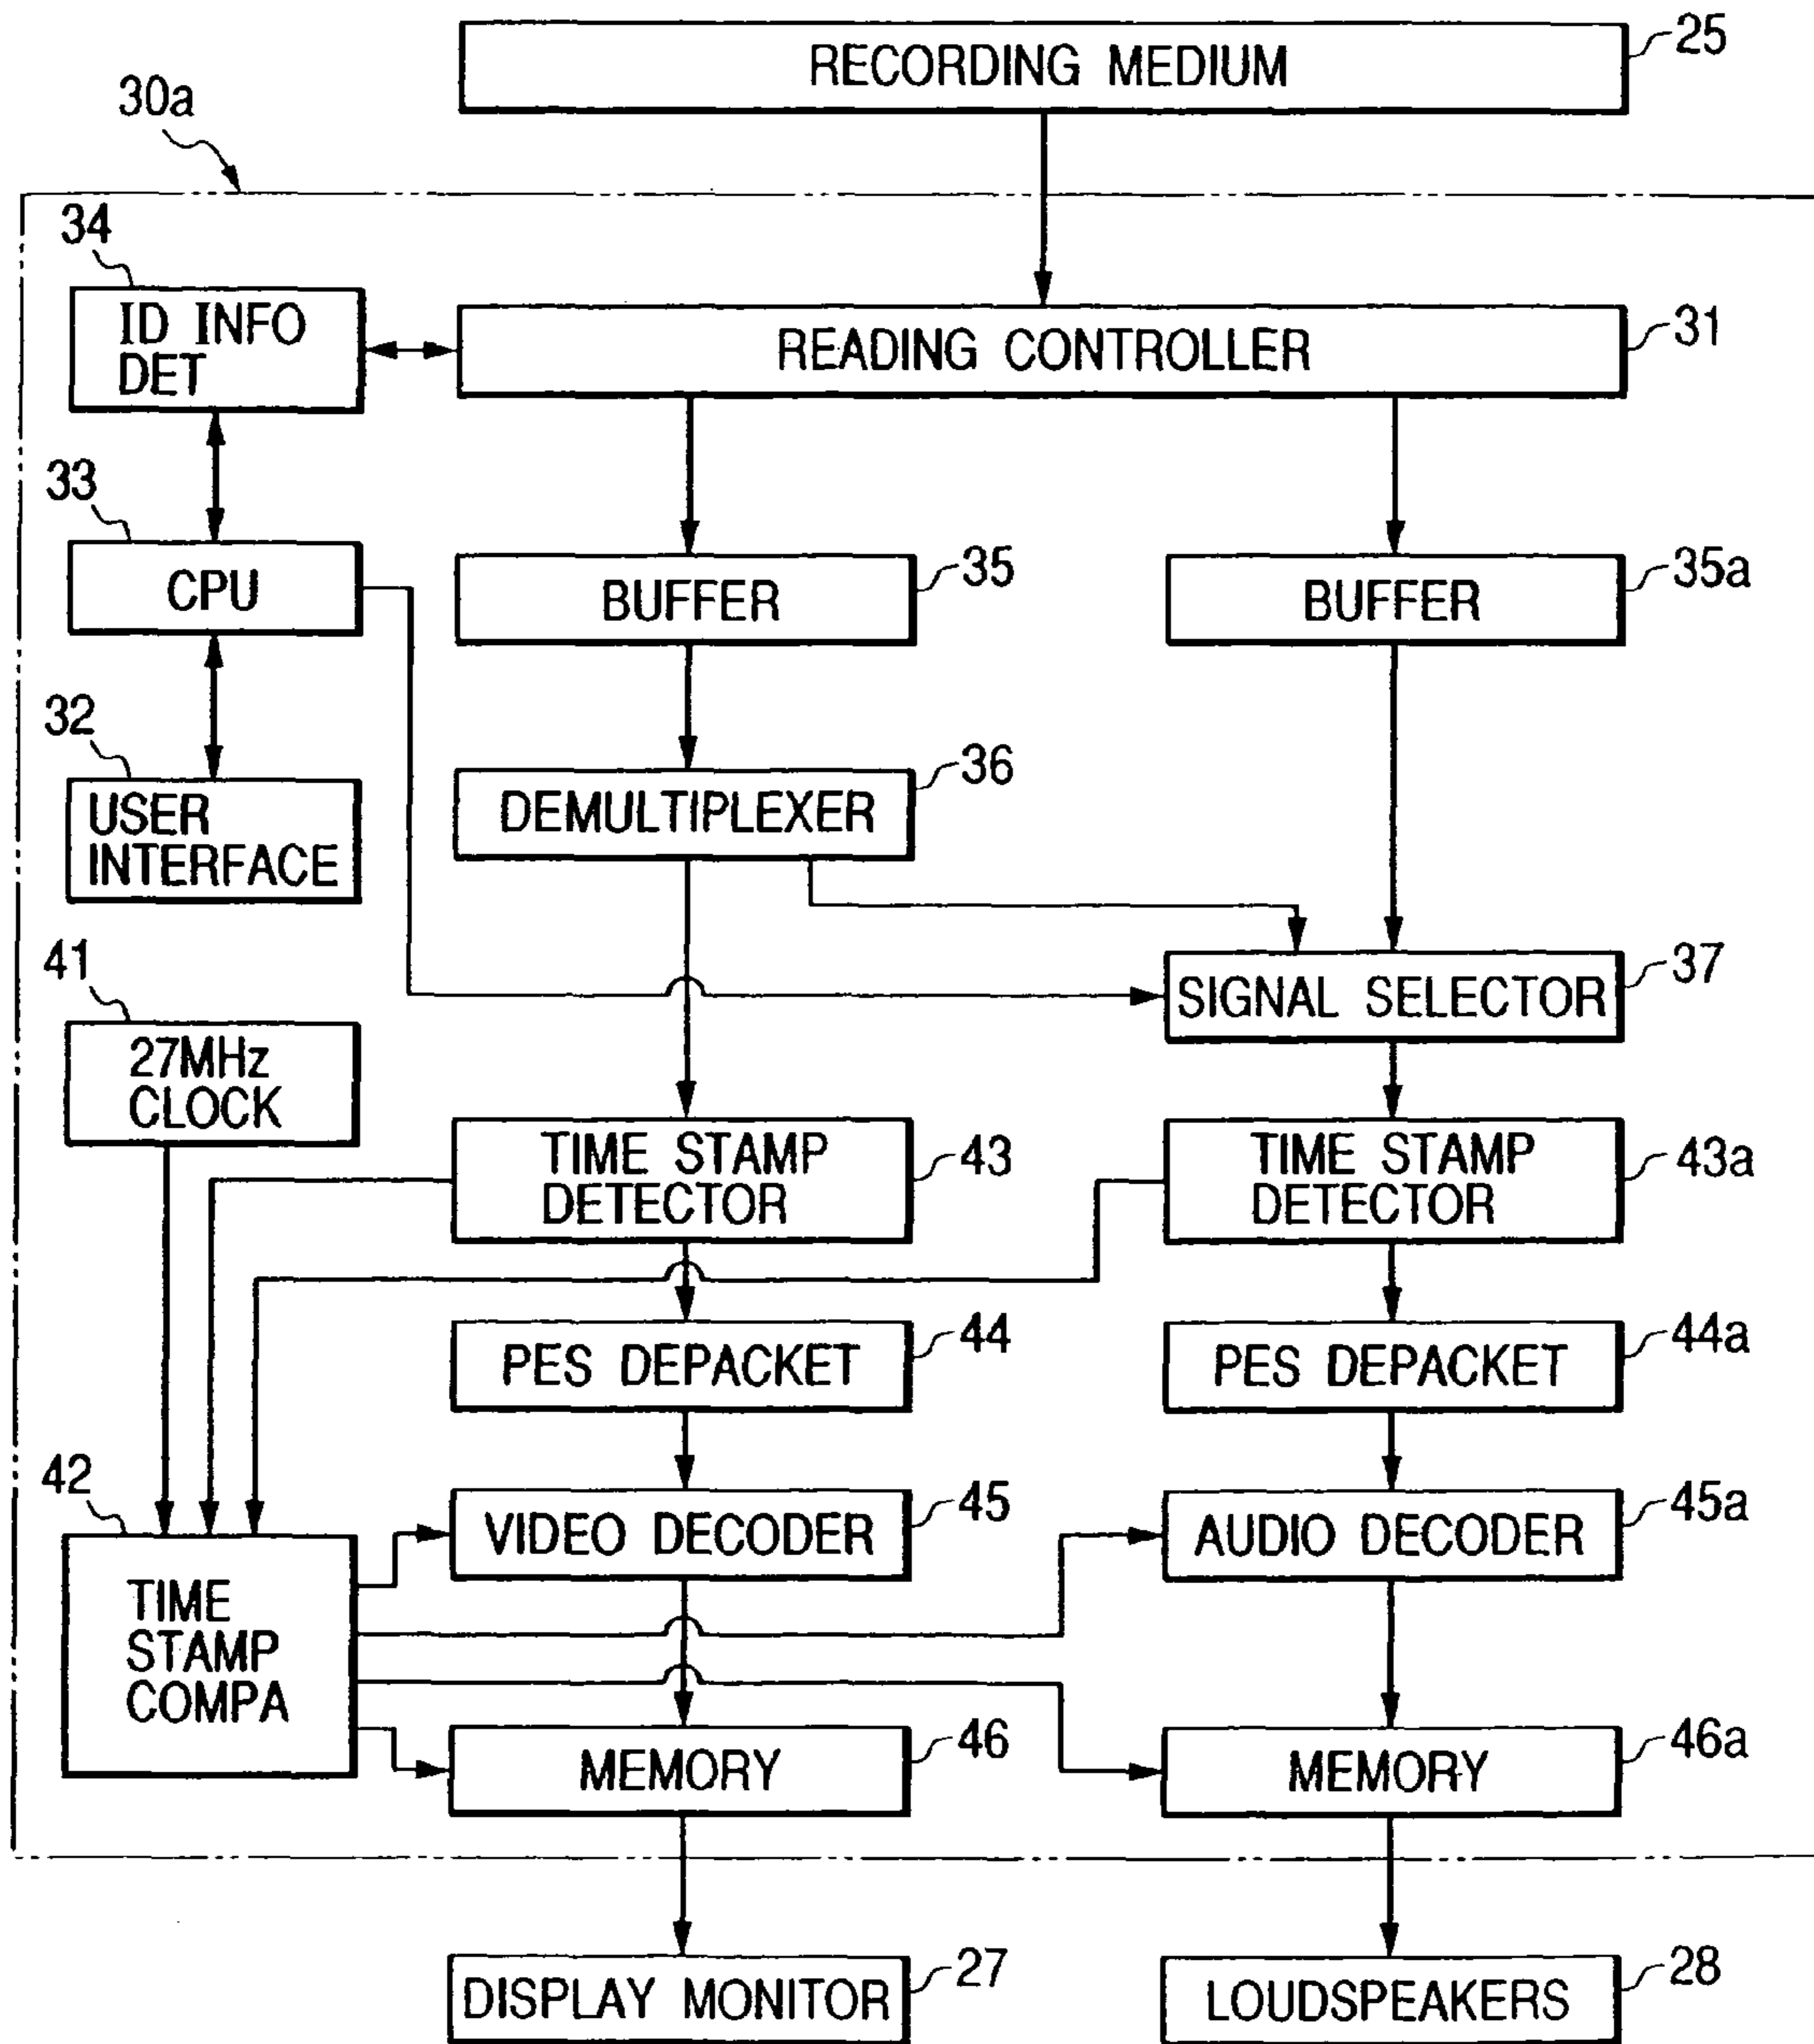 RECORDING MEDIUM
25
30a
34
ID INFO
DET
READING CONTROLLER
31
33
CPU
BUFFER
35
BUFFER
35a
32
USER
INTERFACE
DEMULTIPLEXER
36
SIGNAL SELECTOR
37
41
27MHz
CLOCK
TIME STAMP
DETECTOR
43
TIME STAMP
DETECTOR
43a
PES DEPACKET
44
PES DEPACKET
44a
42
TIME
STAMP
COMPA
VIDEO DECODER
45
AUDIO DECODER
45a
MEMORY
46
MEMORY
46a
DISPLAY MONITOR
27
LOUDSPEAKERS
28